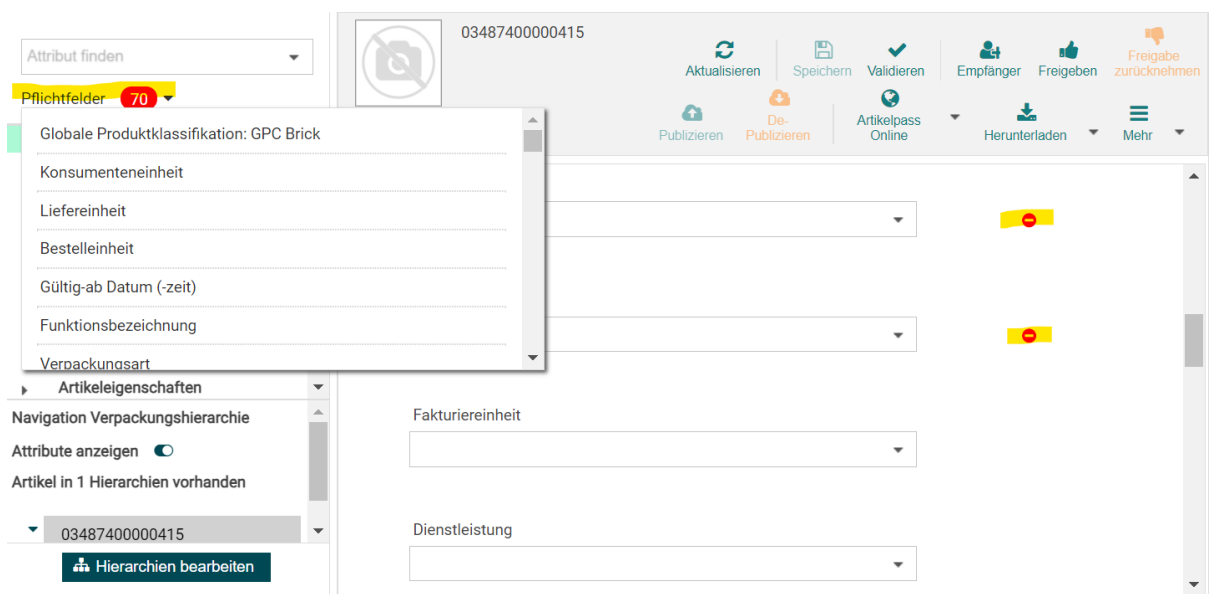 Attribut finden
Pflichtfelder 70
Globale Produktklassifikation: GPC Brick
Konsumenteneinheit
Liefereinheit
Bestelleinheit
Gültig-ab Datum (-zeit)
Funktionsbezeichnung
Verpackungsart
Artikeleigenschaften
Navigation Verpackungshierarchie
Attribute anzeigen
Artikel in 1 Hierarchien vorhanden
03487400000415
Hierarchien bearbeiten
03487400000415
Aktualisieren
Speichern
Validieren
Empfänger
Freigeben
Freigabe
zurücknehmen
Publizieren
De-
Publizieren
Artikelpass
Online
Herunterladen
Mehr
Fakturiereinheit
Dienstleistung